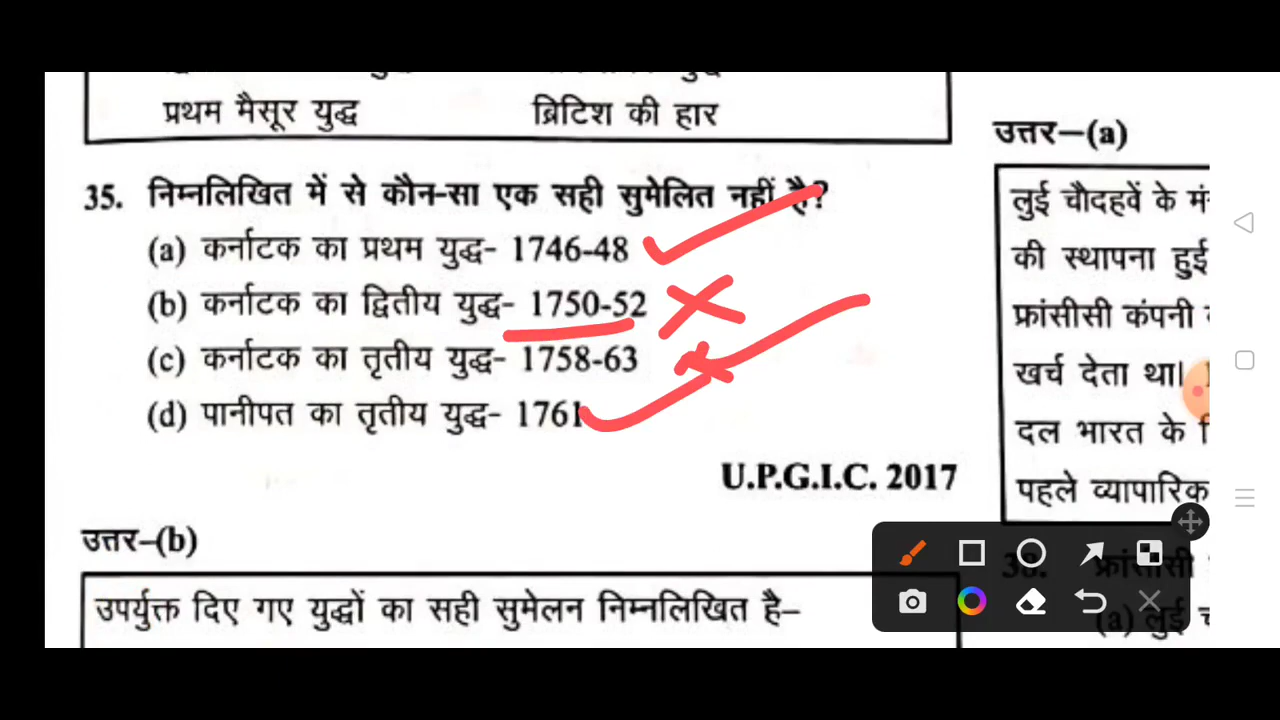 प्रथम मैसूर युद्ध ब्रिटिश की हार
35. निम्नलिखित में से कौन-सा एक सही सुमेलित नहीं है?
(a) कर्नाटक का प्रथम युद्ध- 1746-48
(b) कर्नाटक का द्वितीय युद्ध- 1750-52
(c) कर्नाटक का तृतीय युद्ध- 1758-63
(d) पानीपत का तृतीय युद्ध- 1761
U.P.G.I.C. 2017
उत्तर–(b)
उपर्युक्त दिए गए युद्धों का सही सुमेलन निम्नलिखित है–
उत्तर–(a)
लुई चौदहवें के
की स्थापना हुई
फ्रांसीसी कंपनी
खर्च देता था।
दल भारत के
पहले व्यापारिक
38. फ्रांसीसी
(a) लुई